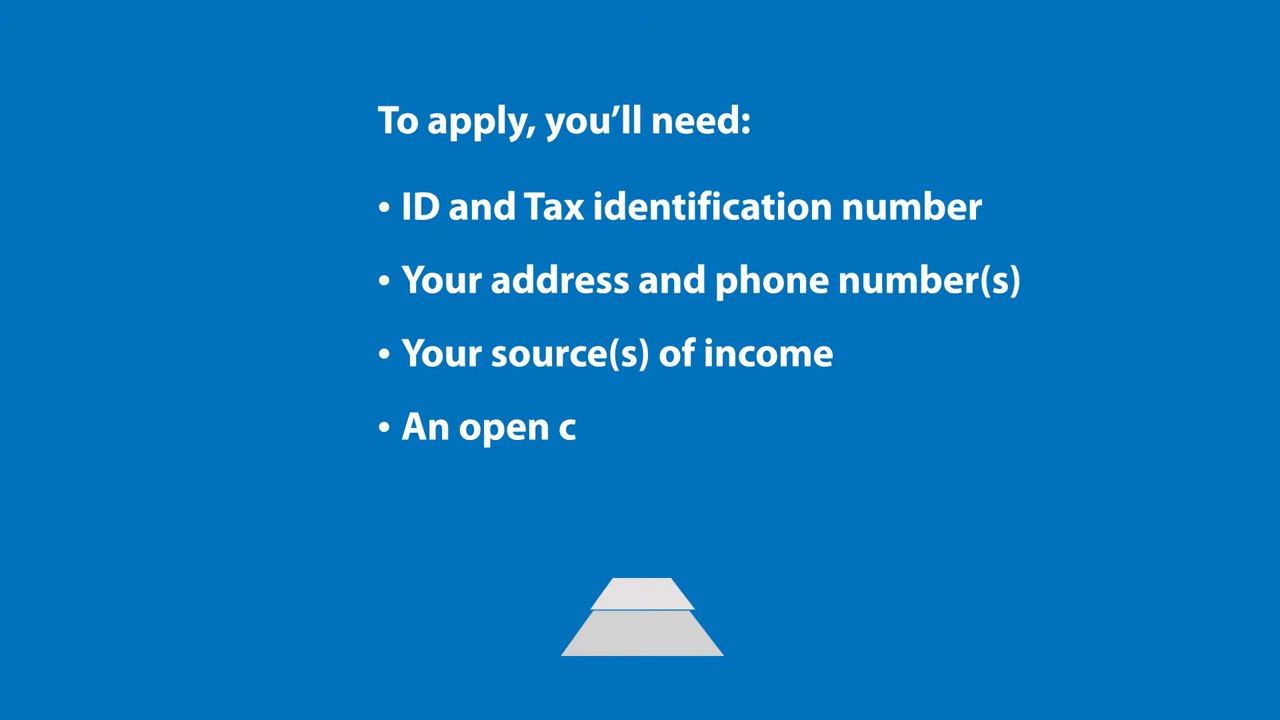 To apply, you’ll need:
• ID and Tax identification number
• Your address and phone number(s)
• Your source(s) of income
• An open c